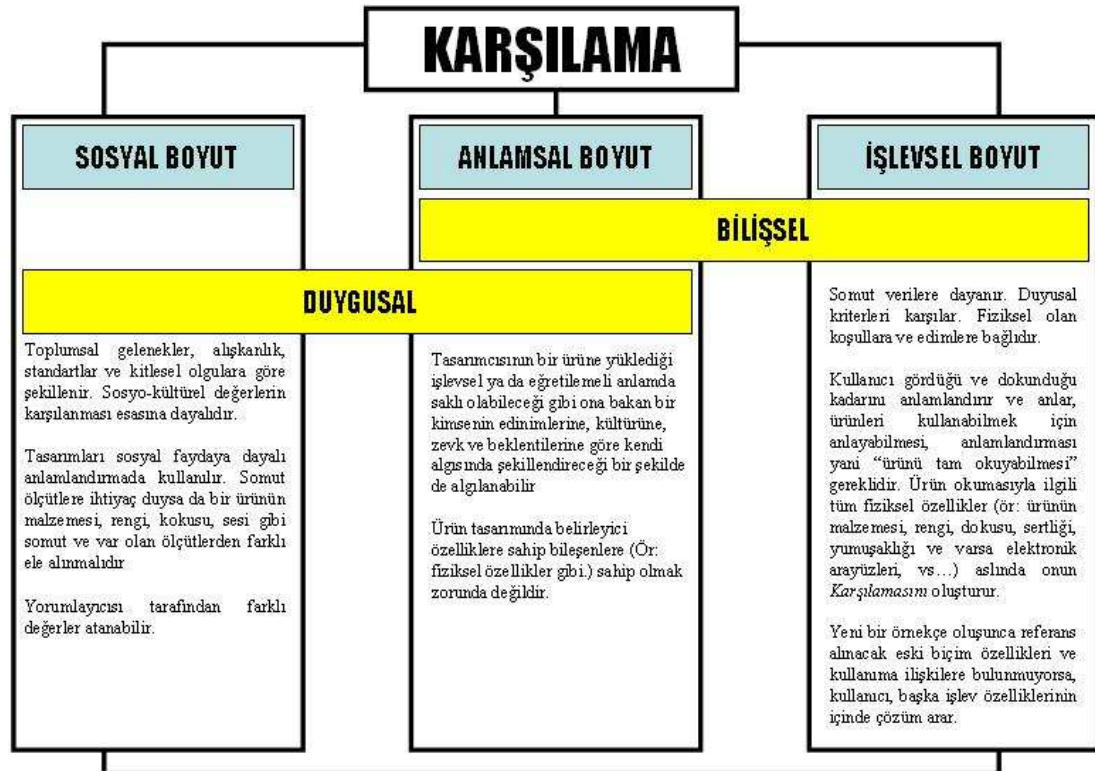 KARŞILAMA
SOSYAL BOYUT
ANLAMSAL BOYUT
İŞLEVSEL BOYUT
BİLİŞSEL
DUYGUSAL
Toplumsal gelenekler, alışkanlık,
standartlar ve kitlesel olgulara göre
şekillenir. Sosyo-kültürel değerlerin
karşılanması esasına dayalıdır.
Tasarımları sosyal faydaya dayalı
anlamlandırmada kullanılır. Somut
ölçütlere ihtiyaç duysa da bir ürünün
malzemesi, rengi, kokusu, sesi gibi
somut ve var olan ölçütlerden farklı
ele alınmalıdır
Yorumlayıcısı tarafından farklı
değerler atanabilir.
Tasarımcısının bir ürüne yüklediği
işlevsel ya da eğretilemeli anlamda
saklı olabileceği gibi ona bakan bir
kimsenin edinimlerine, kültürüne,
zevk ve beklentilerine göre kendi
algısında şekillendireceği bir şekilde
de algılanabilir
Ürün tasarımında belirleyici
özelliklere sahip bileşenlere (Ör:
fiziksel özellikler gibi.) sahip olmak
zorunda değildir.
Somut verilere dayanır. Duyusal
kriterleri karşılar. Fiziksel olan
koşullara ve edimlere bağlıdır.
Kullanıcı gördüğü ve dokunduğu
kadarını anlamlandırır ve anlar,
ürünleri kullanabilmek için
anlayabilmesi, anlamlandırması
yani “ürünü tam okuyabilmesi”
gereklidir. Ürün okumasıyla ilgili
tüm fiziksel özellikler (ör: ürünün
malzemesi, rengi, dokusu, sertliği,
yumuşaklığı ve varsa elektronik
arayüzleri, vs…) aslında onun
Karşılamasını oluşturur.
Yeni bir örnekçe oluşunca referans
alınacak eski biçim özellikleri ve
kullanıma ilişkilere bulunmuyorsa,
kullanıcı, başka işlev özelliklerinin
içinde çözüm arar.